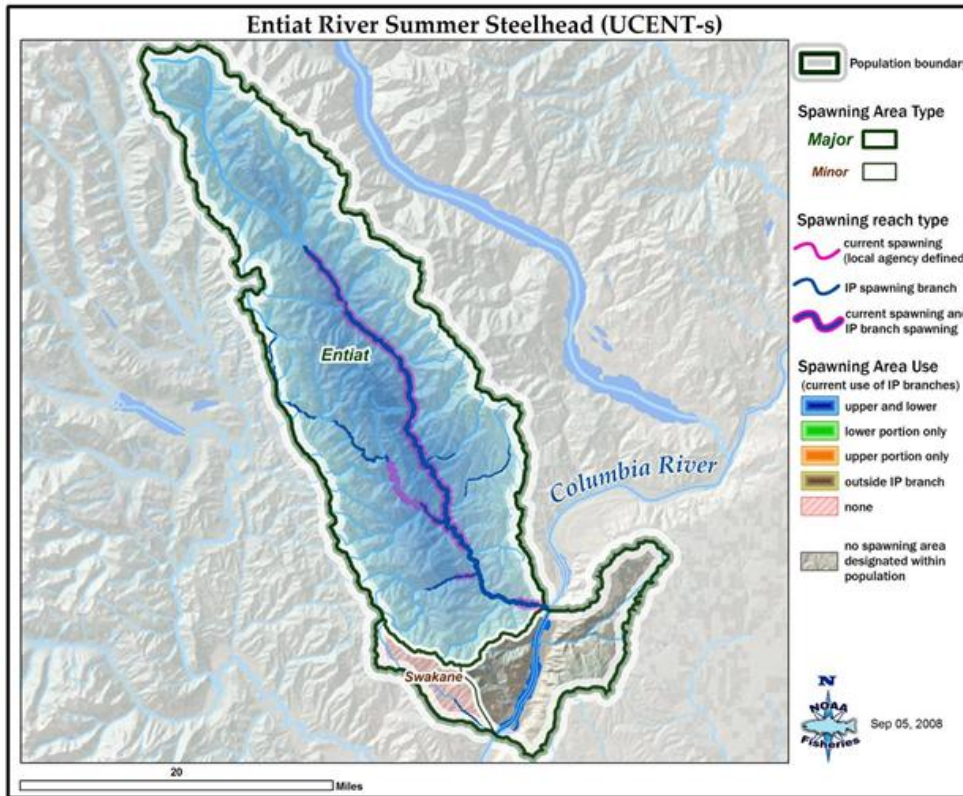 Entiat River Summer Steelhead (UCENT-s)
Population boundary
Spawning Area Type
Major
Minor
Spawning reach type
current spawning
(local agency defined
IP spawning branch
current spawning and
IP branch spawning
Spawning Area Use
(current use of IP branches)
upper and lower
lower portion only
upper portion only
outside IP branch
none
no spawning area
designated within
population
Entiat
Columbia River
Swakane
N
NOAA
Fisheries
Sep 05, 2008
20
Miles